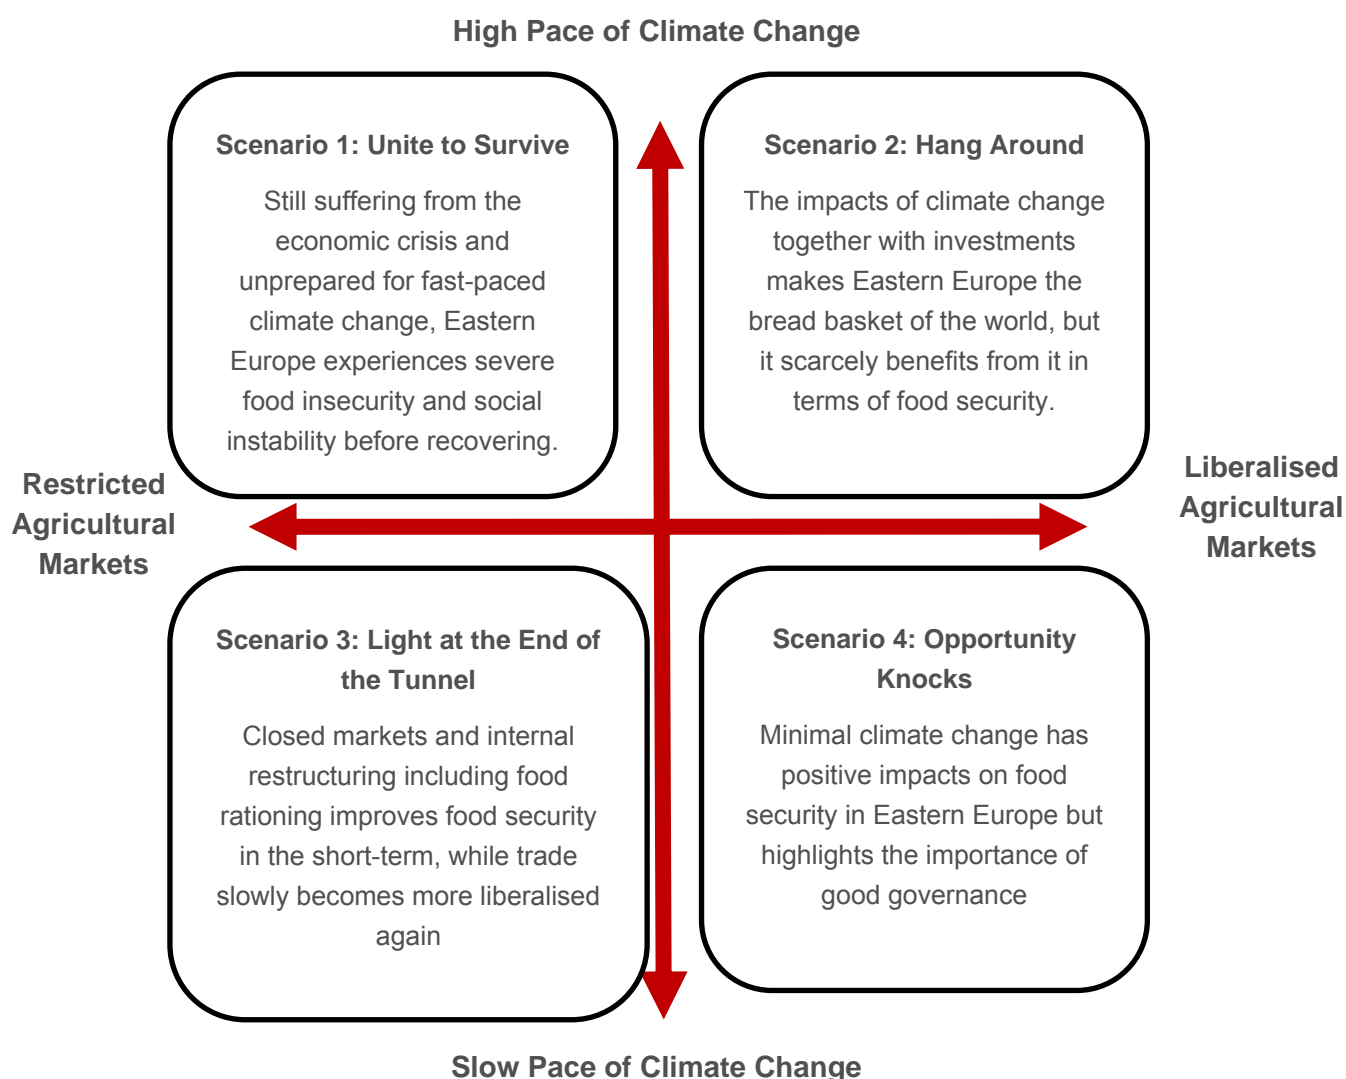 High Pace of Climate Change
Scenario 1: Unite to Survive
Still suffering from the
economic crisis and
unprepared for fast-paced
climate change, Eastern
Europe experiences severe
food insecurity and social
instability before recovering.
Scenario 2: Hang Around
The impacts of climate change
together with investments
makes Eastern Europe the
bread basket of the world, but
it scarcely benefits from it in
terms of food security.
Restricted
Agricultural
Markets
Liberalised
Agricultural
Markets
Scenario 3: Light at the End of
the Tunnel
Closed markets and internal
restructuring including food
rationing improves food security
in the short-term, while trade
slowly becomes more liberalised
again
Scenario 4: Opportunity
Knocks
Minimal climate change has
positive impacts on food
security in Eastern Europe but
highlights the importance of
good governance
Slow Pace of Climate Change